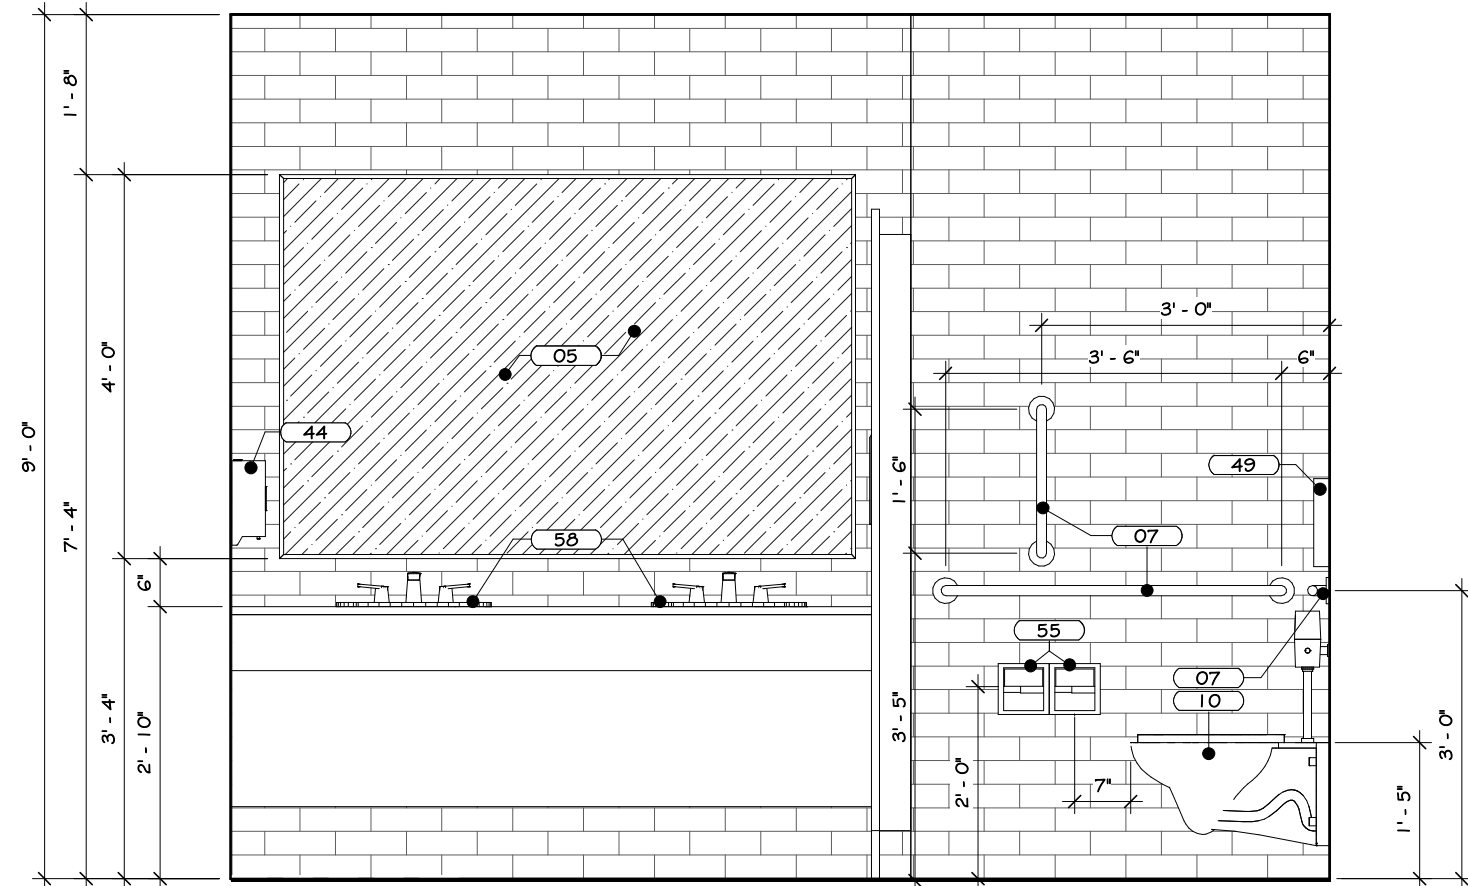 1' - 8"
3' - 0"
3' - 6"
6"
05
4' - 0"
44
9' - 0"
49
1' - 6"
7' - 4"
07
58
6"
55
07
10
3' - 4"
2' - 10"
3' - 5"
3' - 0"
2' - 0"
7"
1' - 5"